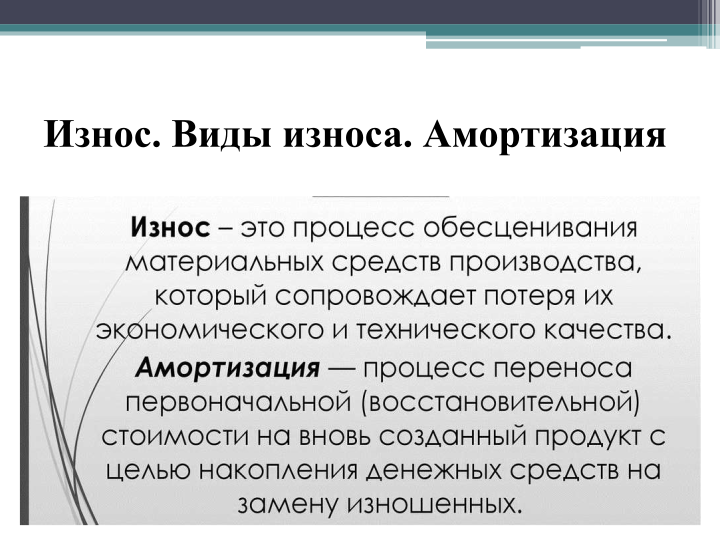 Износ. Виды износа. Амортизация
Износ – это процесс обесценивания
материальных средств производства,
который сопровождает потеря их
экономического и технического качества.
Амортизация — процесс переноса
первоначальной (восстановительной)
стоимости на вновь созданный продукт с
целью накопления денежных средств на
замену изношенных.